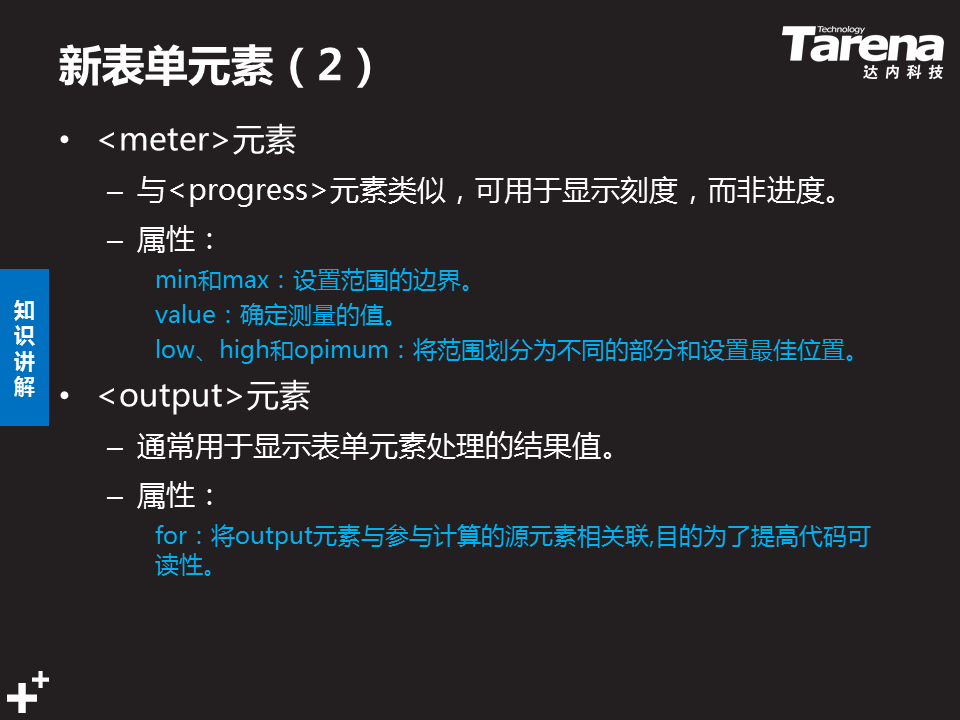 新表单元素（2）
Technology
Tarena
达内科技
• <meter>元素
– 与<progress>元素类似，可用于显示刻度，而非进度。
– 属性：
min和max：设置范围的边界。
value：确定测量的值。
low、high和opimum：将范围划分为不同的部分和设置最佳位置。
知识讲解
• <output>元素
– 通常用于显示表单元素处理的结果值。
– 属性：
for：将output元素与参与计算的源元素相关联,目的为了提高代码可
读性。